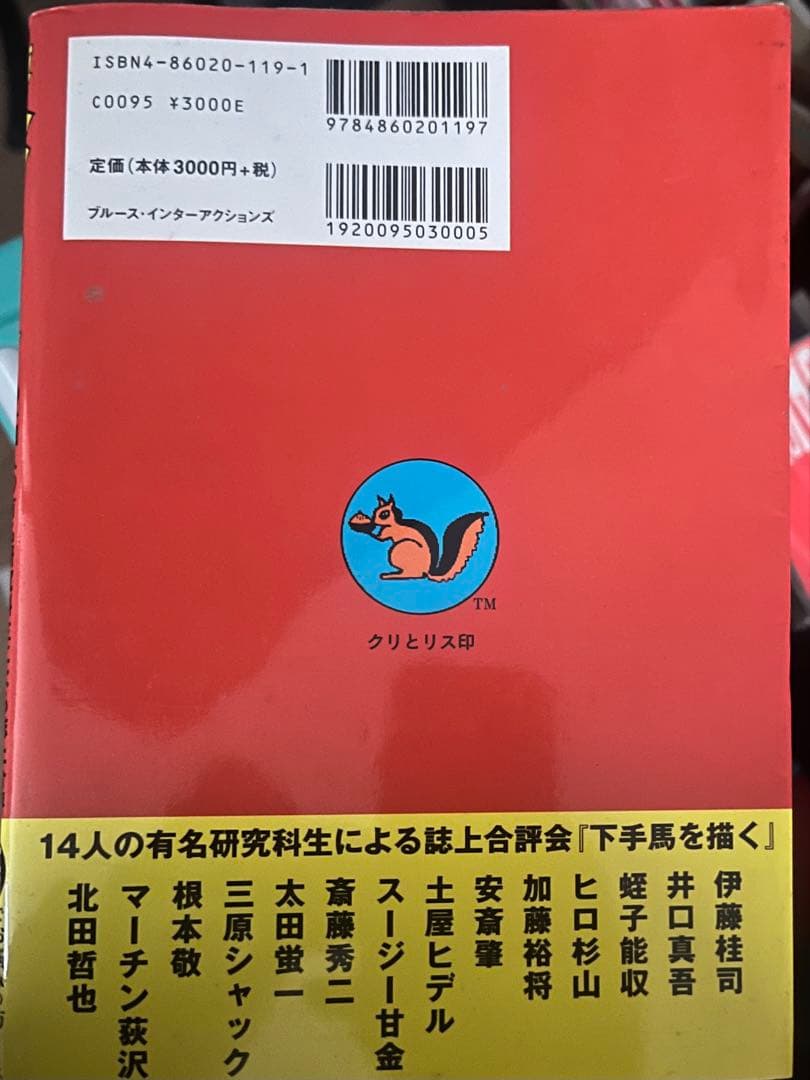 ISBN4-86020-119-1
C0095 ¥3000E
定価(本体3000円+税)
ブルース・インターアクションズ
9784860201197
1920095030005
TM
クリとリス印
14人の有名研究科生による誌上合評会『下手馬を描く』
伊藤桂司
井口真吾
蛭子能収
ヒロ杉山
加藤裕将
安斎肇
土屋ヒデル
スージー甘金
斎藤秀二
太田蛍一
三原シャック
根本敬
マーチン荻沢
北田哲也